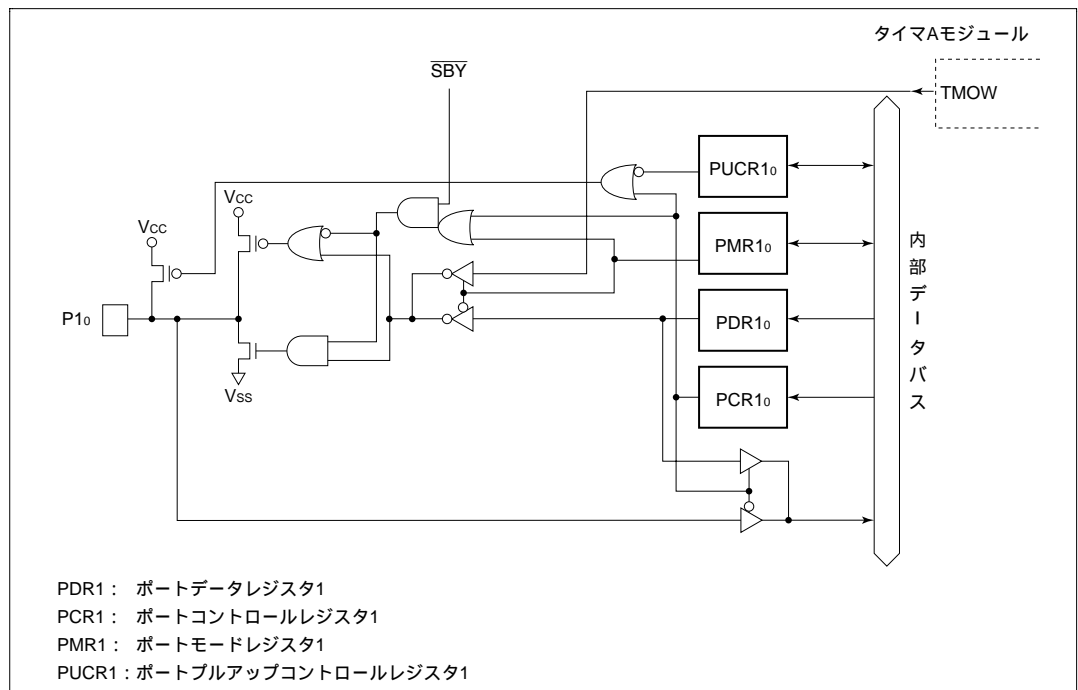 タイマAモジュール
SBY
TMOW
PUCR10
VCC
VCC
PMR10
P10
PDR10
VSS
PCR10
内部データバス
PDR1: ポートデータレジスタ1
PCR1: ポートコントロールレジスタ1
PMR1: ポートモードレジスタ1
PUCR1:ポートプルアップコントロールレジスタ1